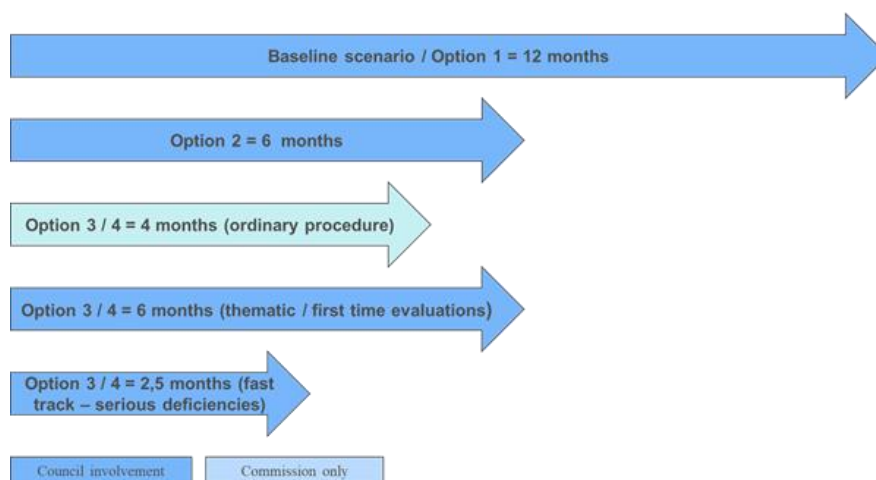 Baseline scenario / Option 1 = 12 months
Option 2 = 6 months
Option 3 / 4 = 4 months (ordinary procedure)
Option 3 / 4 = 6 months (thematic / first time evaluations)
Option 3 / 4 = 2,5 months (fast
track – serious deficiencies)
Council involvement
Commission only